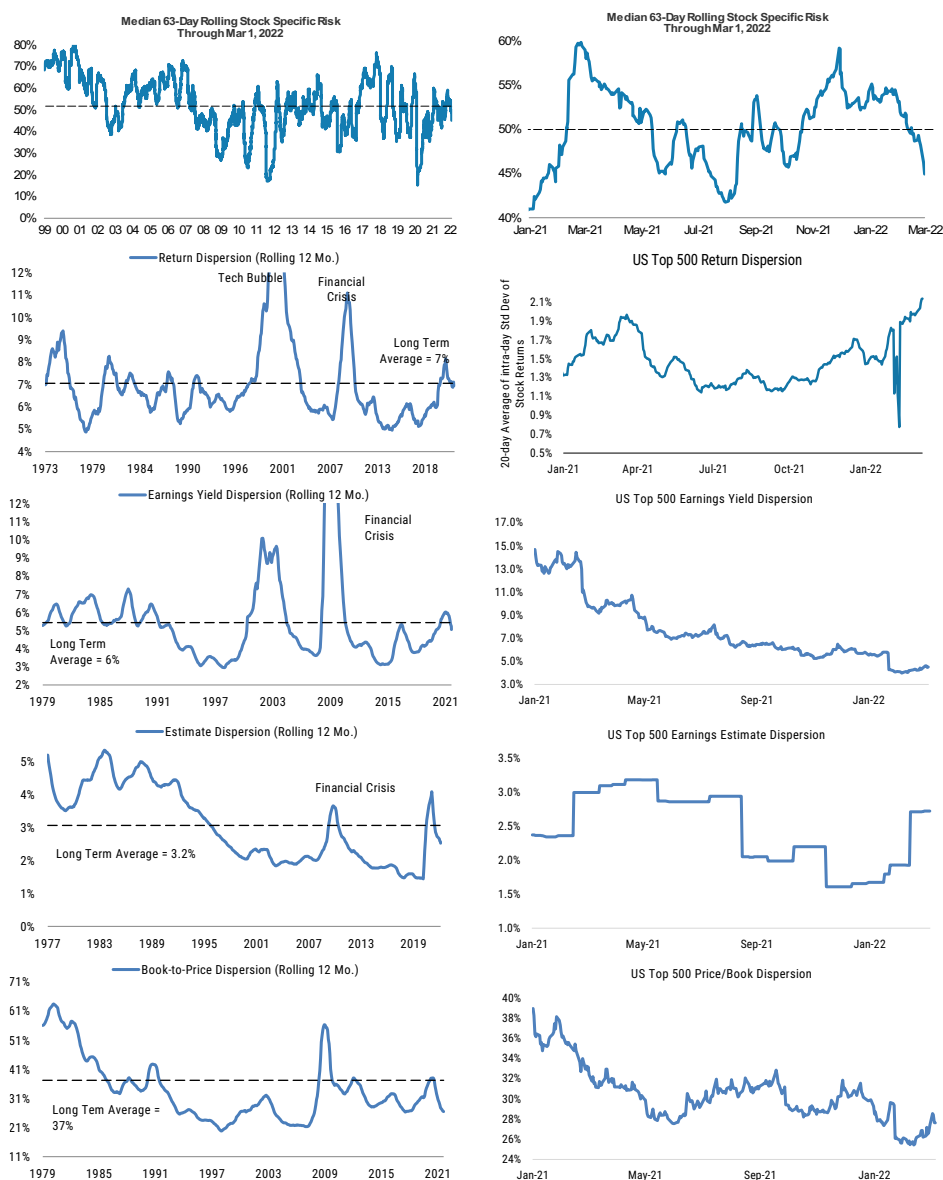 Median 63-Day Rolling Stock Specific Risk
Through Mar 1, 2022
80%
70%
60%
50%
40%
30%
20%
10%
0%
99 00 01 02 03 04 05 06 07 08 09 10 11 12 13 14 15 16 17 18 19 20 21 22
Median 63-Day Rolling Stock Specific Risk
Through Mar 1, 2022
60%
55%
50%
45%
40%
Jan-21 Mar-21 May-21 Jul-21 Sep-21 Nov-21 Jan-22 Mar-22
Return Dispersion (Rolling 12 Mo.)
Tech Bubble
Financial
Crisis
Long Term
Average = 7%
12%
11%
10%
9%
8%
7%
6%
5%
4%
1973 1979 1984 1990 1996 2001 2007 2013 2018
US Top 500 Return Dispersion
20-day Average of intra-day Std Dev of
Stock Returns
2.1%
1.9%
1.7%
1.5%
1.3%
1.1%
0.9%
0.7%
0.5%
Jan-21 Apr-21 Jul-21 Oct-21 Jan-22
Earnings Yield Dispersion (Rolling 12 Mo.)
Financial
Crisis
Long Term
Average = 6%
12%
11%
10%
9%
8%
7%
6%
5%
4%
3%
2%
1979 1985 1991 1997 2003 2009 2015 2021
US Top 500 Earnings Yield Dispersion
17.0%
15.0%
13.0%
11.0%
9.0%
7.0%
5.0%
3.0%
Jan-21 May-21 Sep-21 Jan-22
Estimate Dispersion (Rolling 12 Mo.)
Financial Crisis
Long Term Average = 3.2%
5%
4%
3%
2%
1%
0%
1977 1983 1989 1995 2001 2007 2013 2019
US Top 500 Earnings Estimate Dispersion
3.5%
3.0%
2.5%
2.0%
1.5%
1.0%
Jan-21 May-21 Sep-21 Jan-22
Book-to-Price Dispersion (Rolling 12 Mo.)
Long Tem Average =
37%
71%
61%
51%
41%
31%
21%
11%
1979 1985 1991 1997 2003 2009 2015 2021
US Top 500 Price/Book Dispersion
40%
38%
36%
34%
32%
30%
28%
26%
24%
Jan-21 May-21 Sep-21 Jan-22